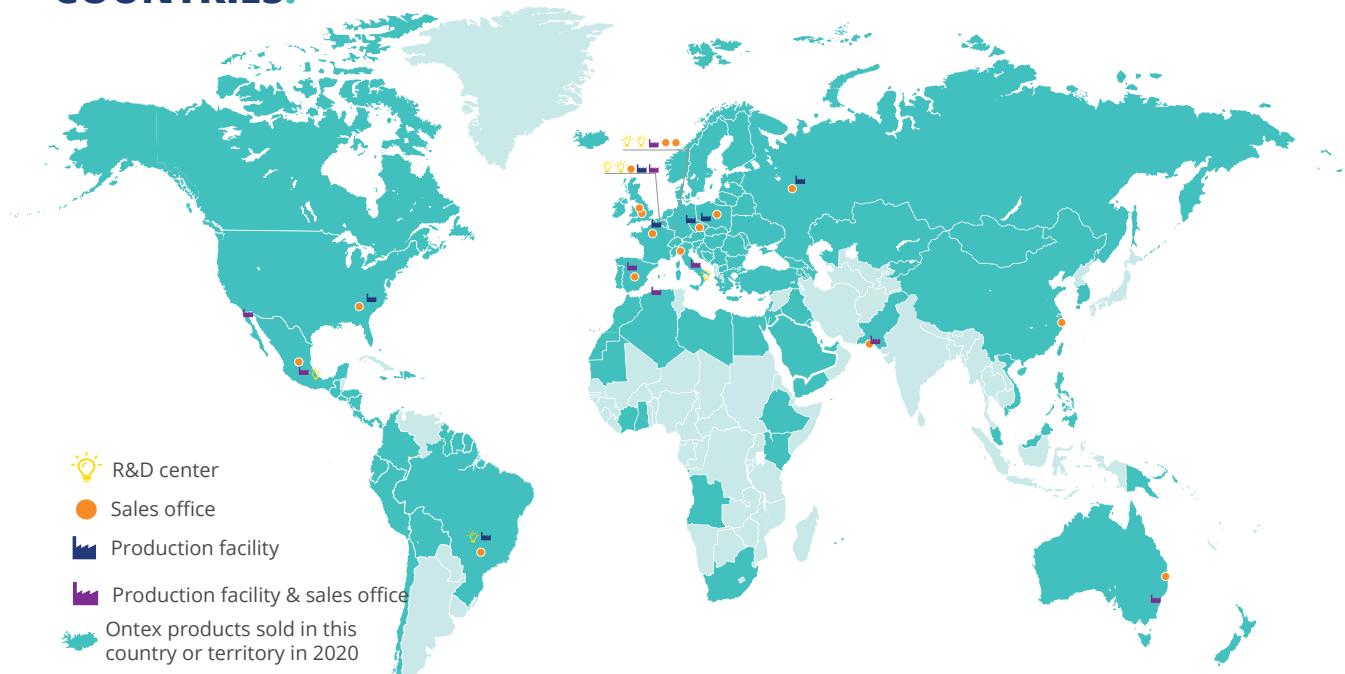 COUNTRIES.
R&D center
Sales office
Production facility
Production facility & sales office
Ontex products sold in this
country or territory in 2020